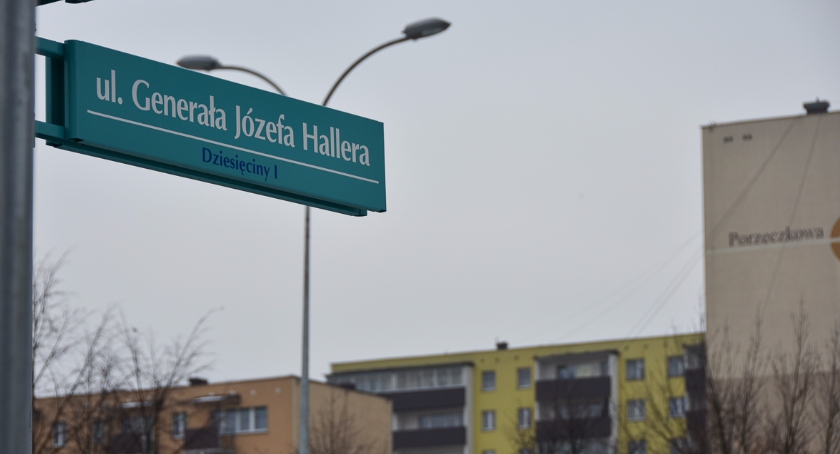 ul. Generała Józefa Hallera
Dziesięciny I
Porzeczkowa